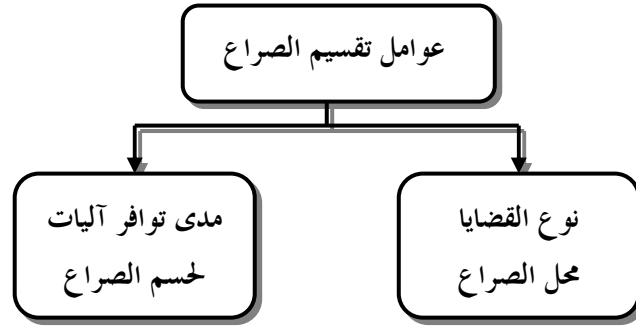 عوامل تقسيم الصراع
نوع القضايا
محل الصراع
مدى توافر آليات
لحسم الصراع